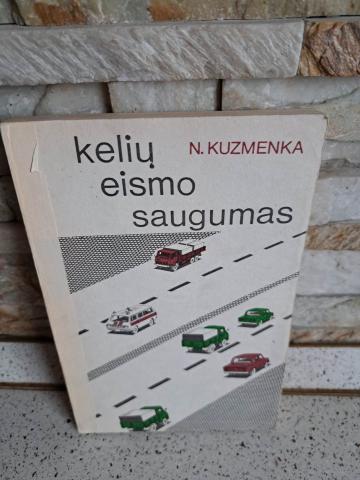 kelių
N. KUZMENKA
eismo
saugumas